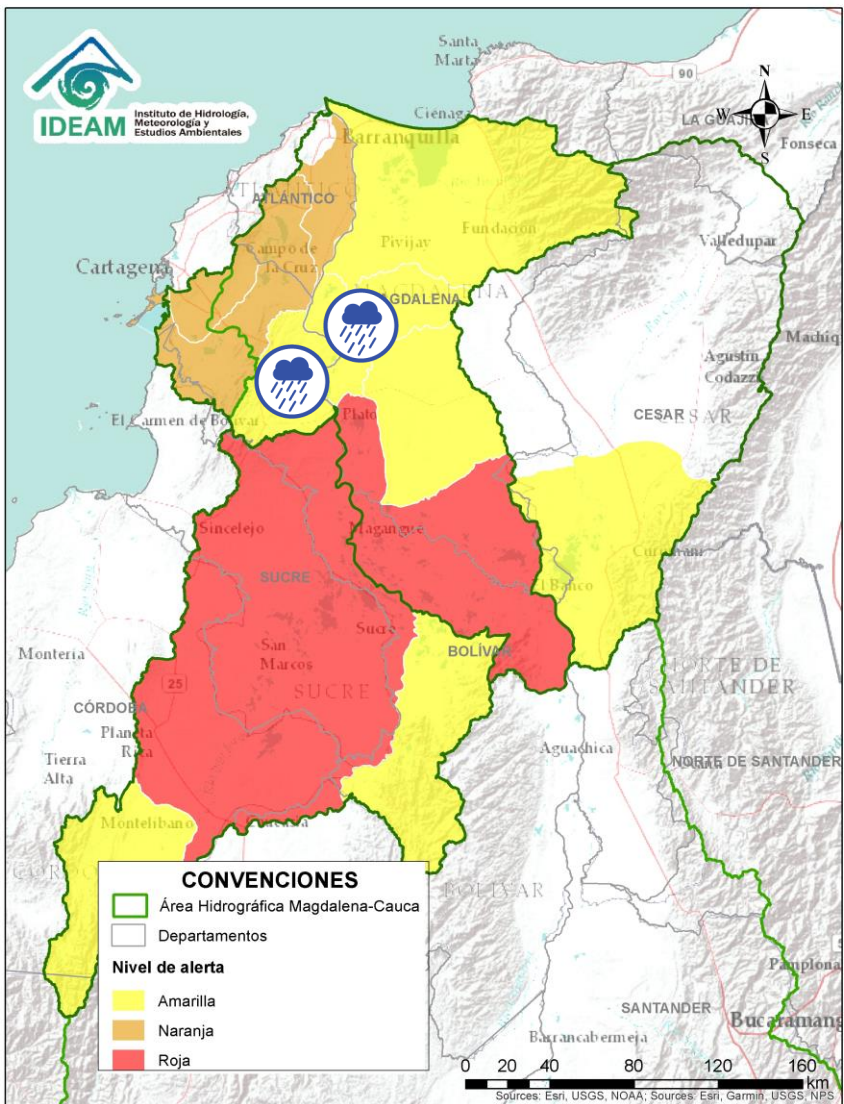 IDEAM
Instituto de Hidrología,
Meteorología y
Estudios Ambientales
Santa
Marta
90
N
W
E
S
LA GUAJI
Fonseca
Ciénaga
Barranquilla
ATLÁNTICO
Cartagena
Campo de
la Cruz
Pivijay
Fundación
Valledupar
MAGDALENA
Machiq
Agustín
Codazzi
CESAR
CESAR
El Carmen de Bolívar
Plato
Sincelejo
Magangué
El Banco
SUCRE
Sucre
San
Marcos
SUCRE
BOLÍVAR
Montería
25
CÓRDOBA
Planeta
Rica
Tierra
Alta
NORTE DE
SANTANDER
Aguachica
NORTE DE SANTANDER
Montelíbano
BOLÍVAR
CONVENCIONES
Área Hidrográfica Magdalena-Cauca
Departamentos
Nivel de alerta
Amarilla
Naranja
Roja
Pamplona
SANTANDER
Bucaramang
Barrancabermeja
0 20 40 80 120 160
km
Sources: Esri, USGS, NOAA; Sources: Esri, Garmin, USGS, NPS